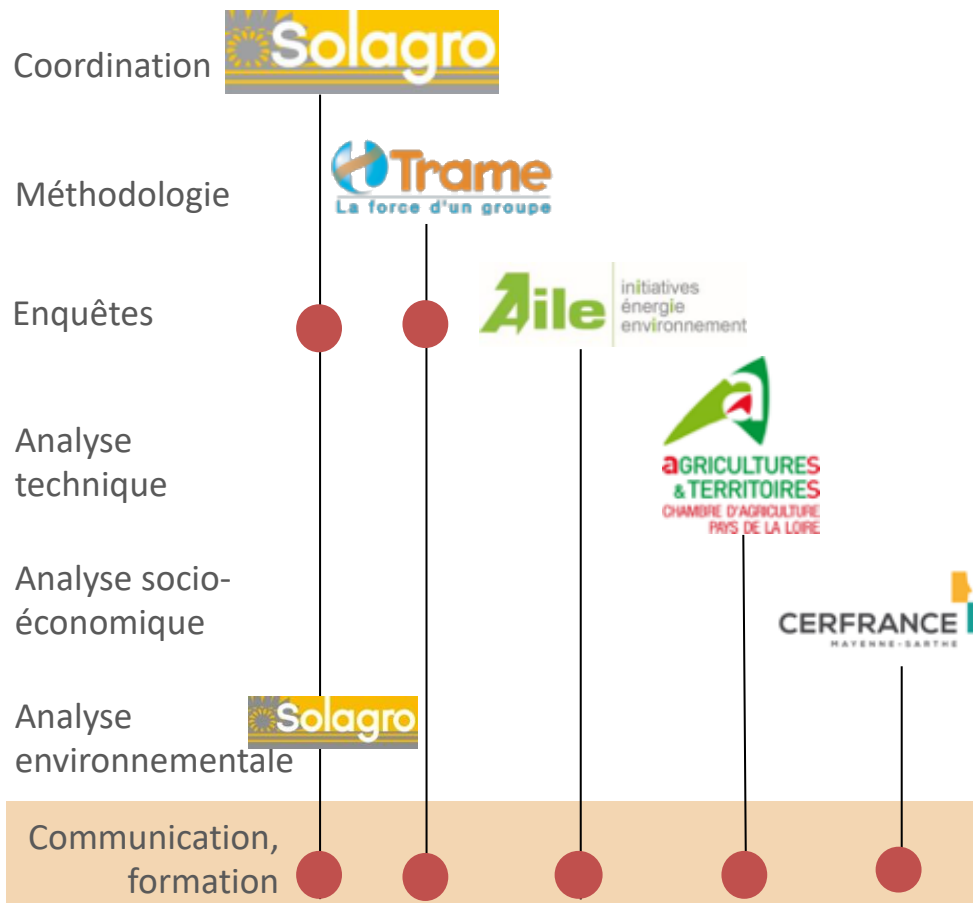 Coordination
Solagro
Méthodologie
Trame
La force d'un groupe
Enquêtes
Aile
initiatives
énergie
environnement
Analyse
technique
aGRICULTURES
& TERRITOIRES
CHAMBRE D'AGRICULTURE
PAYS DE LA LOIRE
Analyse socio-
économique
CERFRANCE
MAYENNE-SARTHE
Analyse
environnementale
Solagro
Communication,
formation